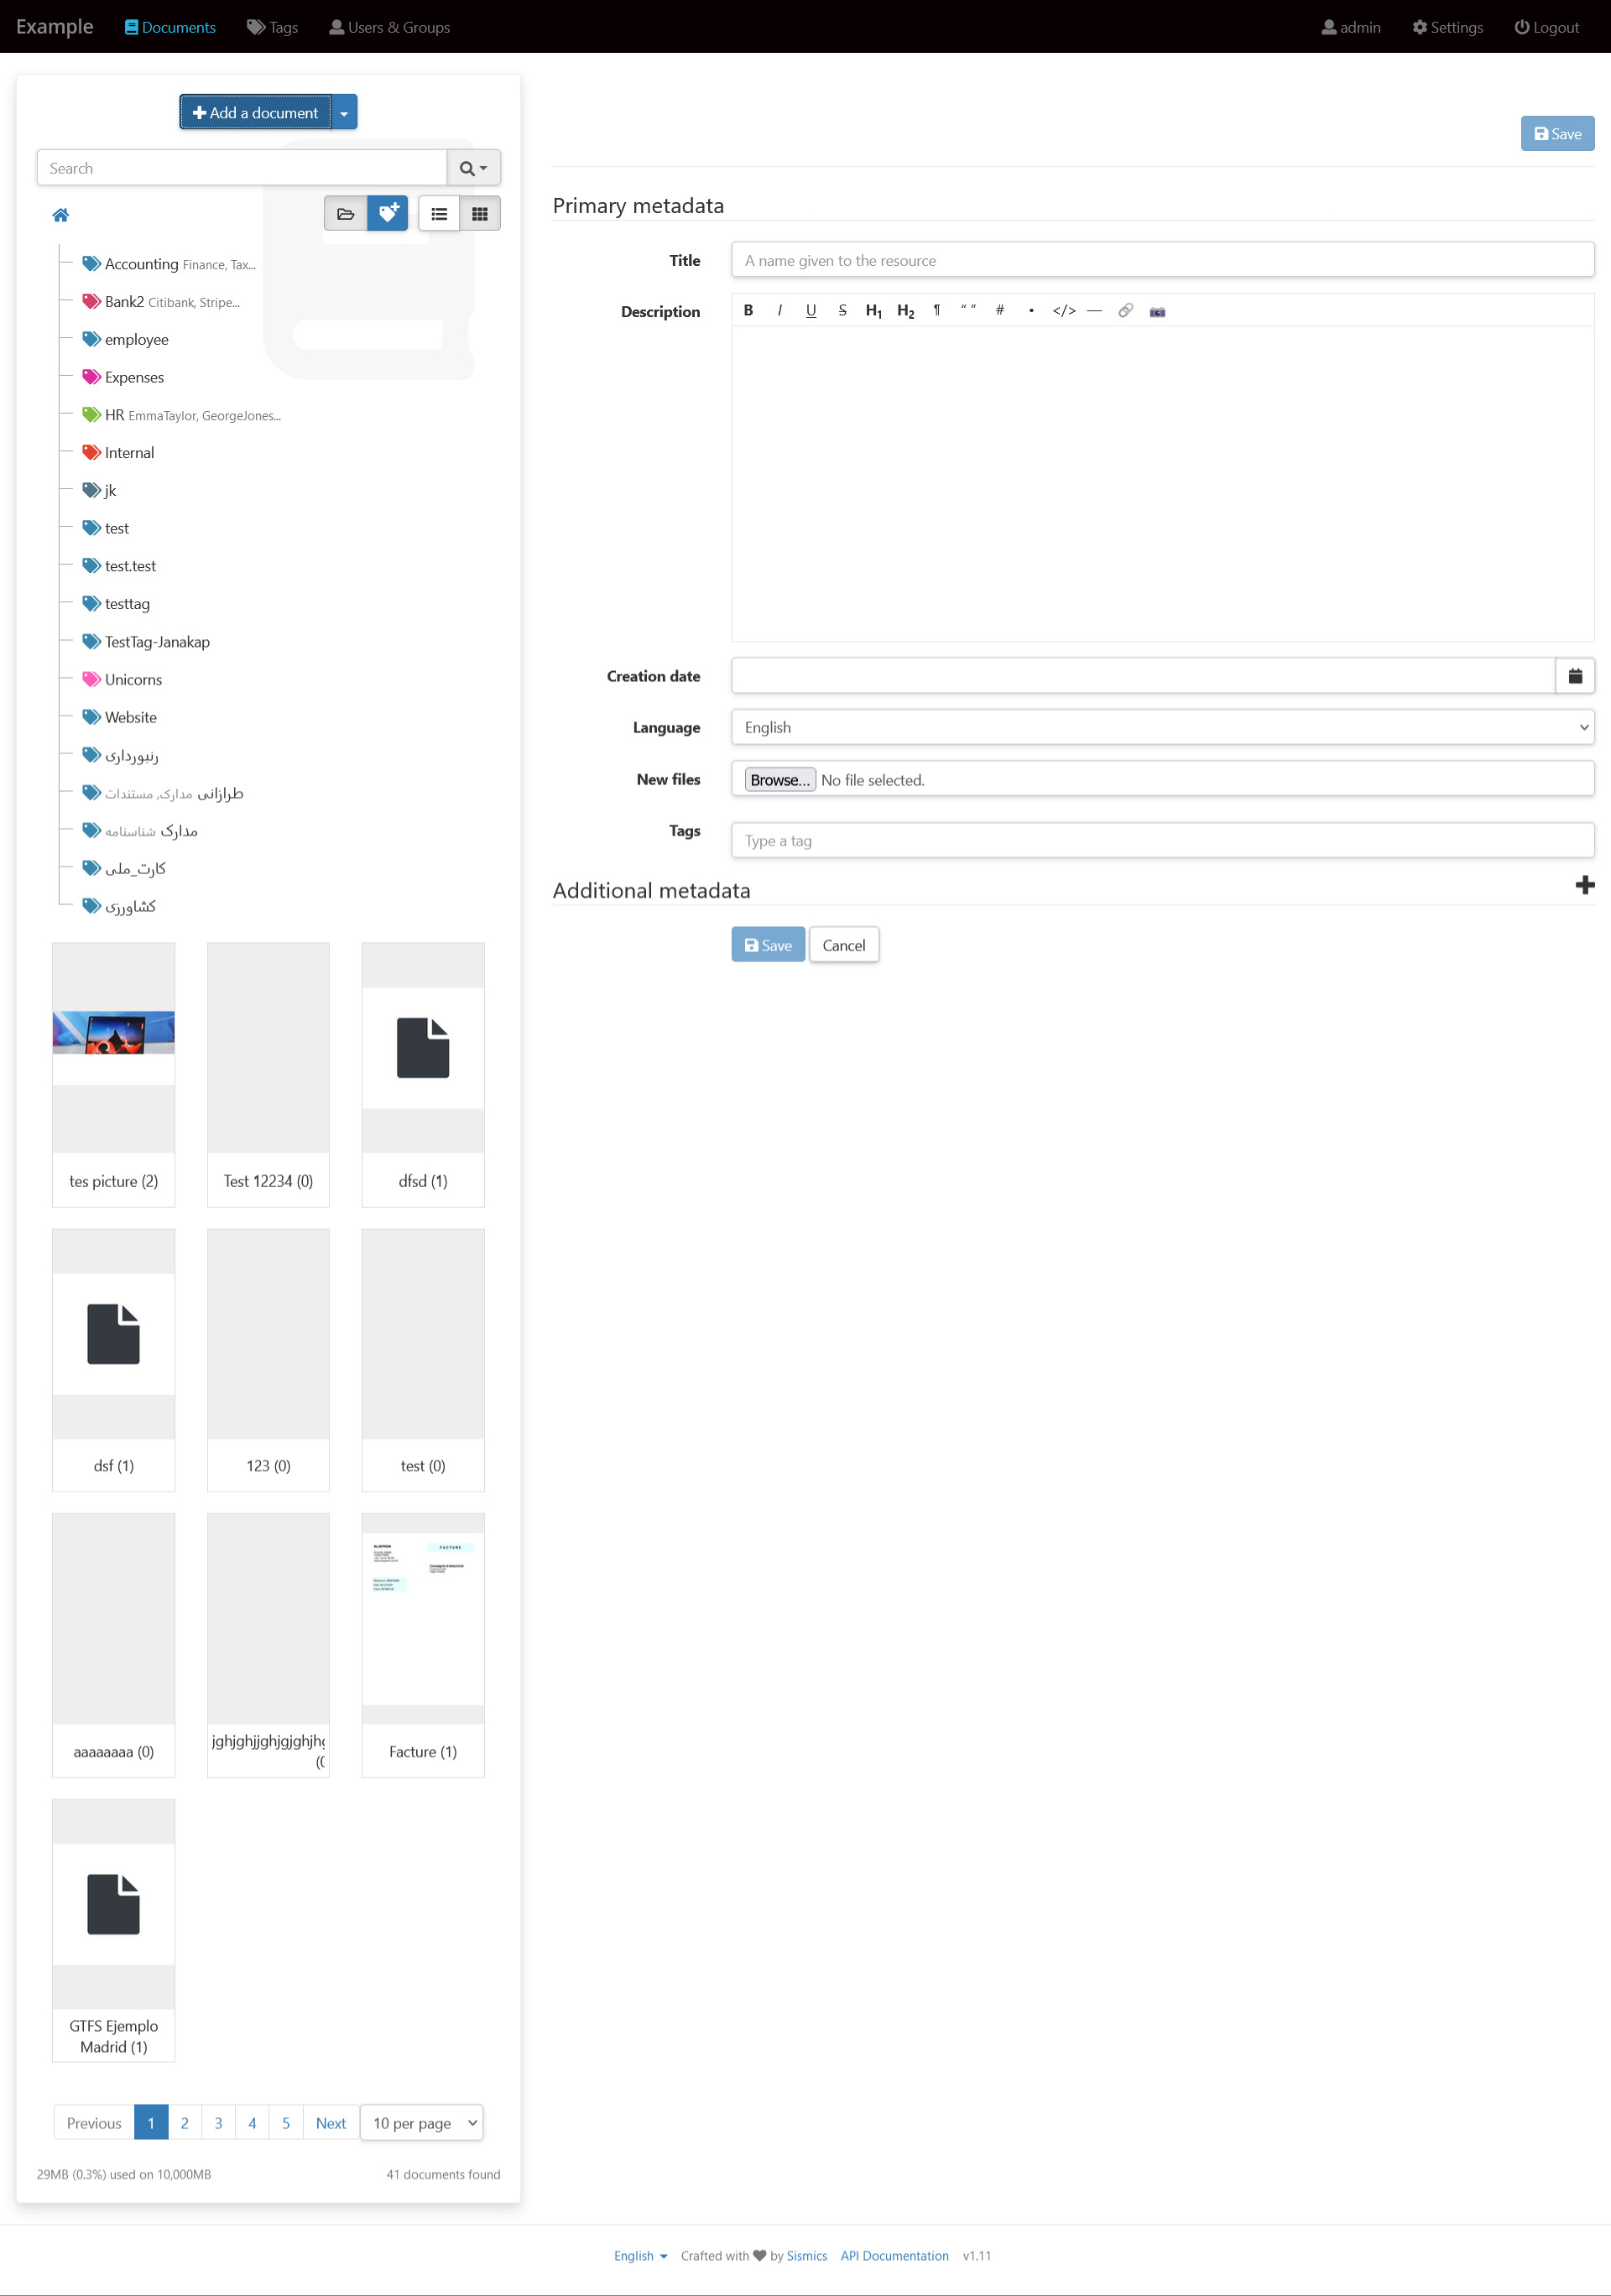 Example Documents Tags Users & Groups admin Settings Logout
Add a document
Save
Search
Primary metadata
Title A name given to the resource
Description B I U S H1 H2 ¶ “ ” # • </> —
Accounting Finance, Tax...
Bank2 Citibank, Stripe...
employee
Expenses
HR EmmaTaylor, GeorgeJones...
Internal
jk
test
test.test
testtag
TestTag-Janakap
Unicorns
Website
رنبورداری
طرازانی مدارک, مستندات
مدارک شناسنامه
کارت_ملی
کشاورزی
Creation date
Language English
New files Browse... No file selected.
Tags Type a tag
Additional metadata
Save Cancel
tes picture (2) Test 12234 (0) dfsd (1)
dsf (1) 123 (0) test (0)
FACTURE
aaaaaaaa (0) Facture (1)
GTFS Ejemplo
Madrid (1)
Previous 1 2 3 4 5 Next 10 per page
29MB (0.3%) used on 10,000MB 41 documents found
English Crafted with by Sismics API Documentation v1.11